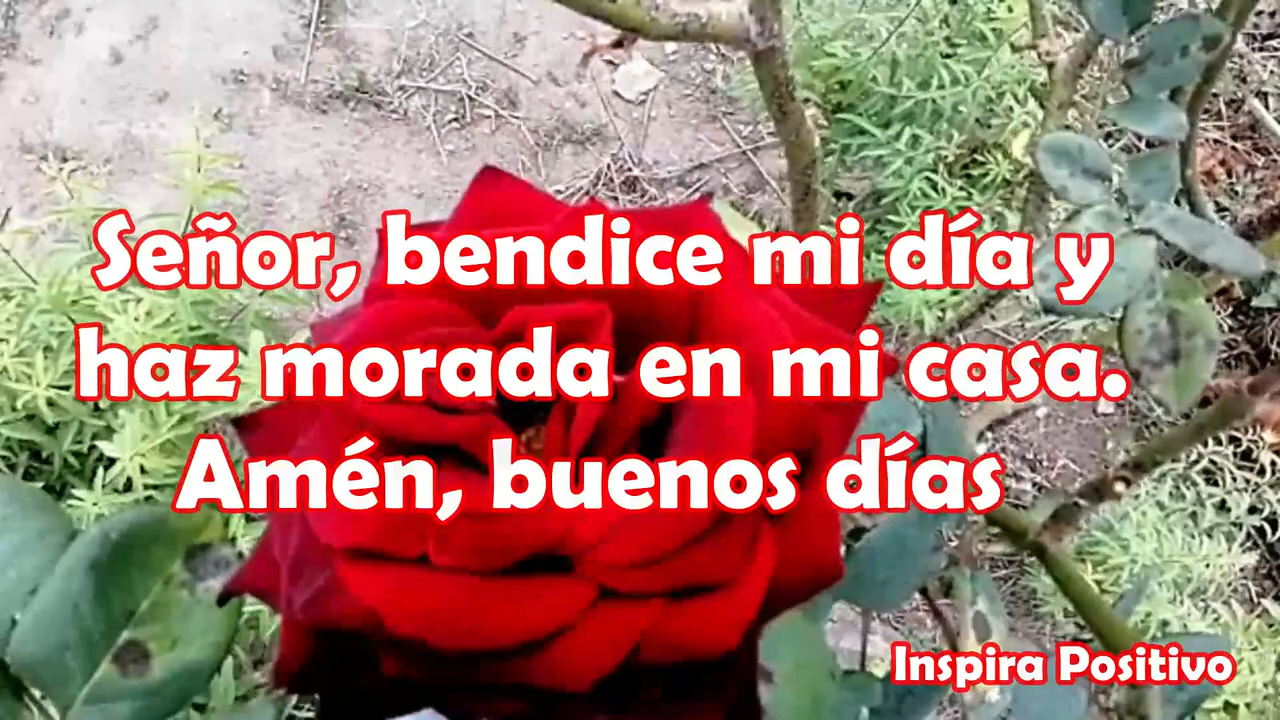 Señor, bendice mi día y
haz morada en mi casa.
Amén, buenos días
Inspira Positivo